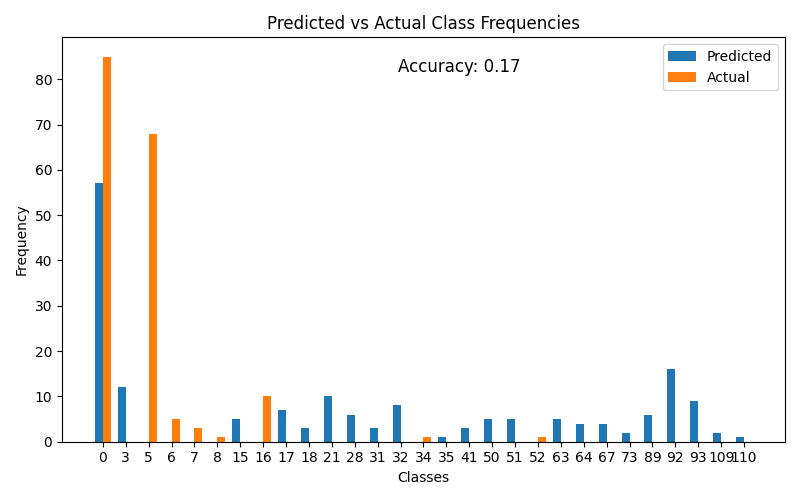 Predicted vs Actual Class Frequencies
Accuracy: 0.17
Predicted
Actual
Frequency
80
70
60
50
40
30
20
10
0
0 3 5 6 7 8 15 16 17 18 21 28 31 32 34 35 41 50 51 52 63 64 67 73 89 92 93 109 110
Classes